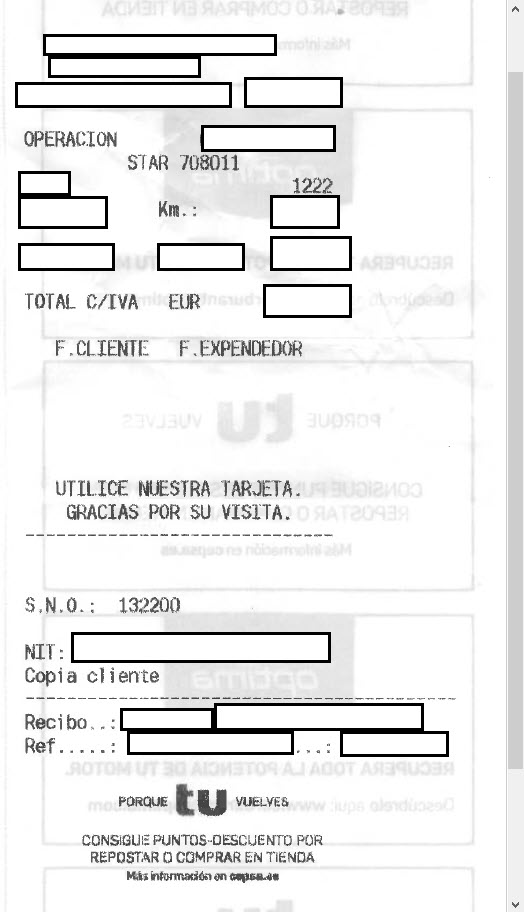 OPERACION
STAR 708011
1222
Km.:
TOTAL C/IVA EUR
F.CLIENTE F.EXPENDEDOR
UTILICE NUESTRA TARJETA.
GRACIAS POR SU VISITA.
S.N.O.: 132200
NIT:
Copia cliente
Recibo..:
Ref.....: ...:
PORQUE tu VUELVES
CONSIGUE PUNTOS-DESCUENTO POR
REPOSTAR O COMPRAR EN TIENDA
Más información en cepsa.es